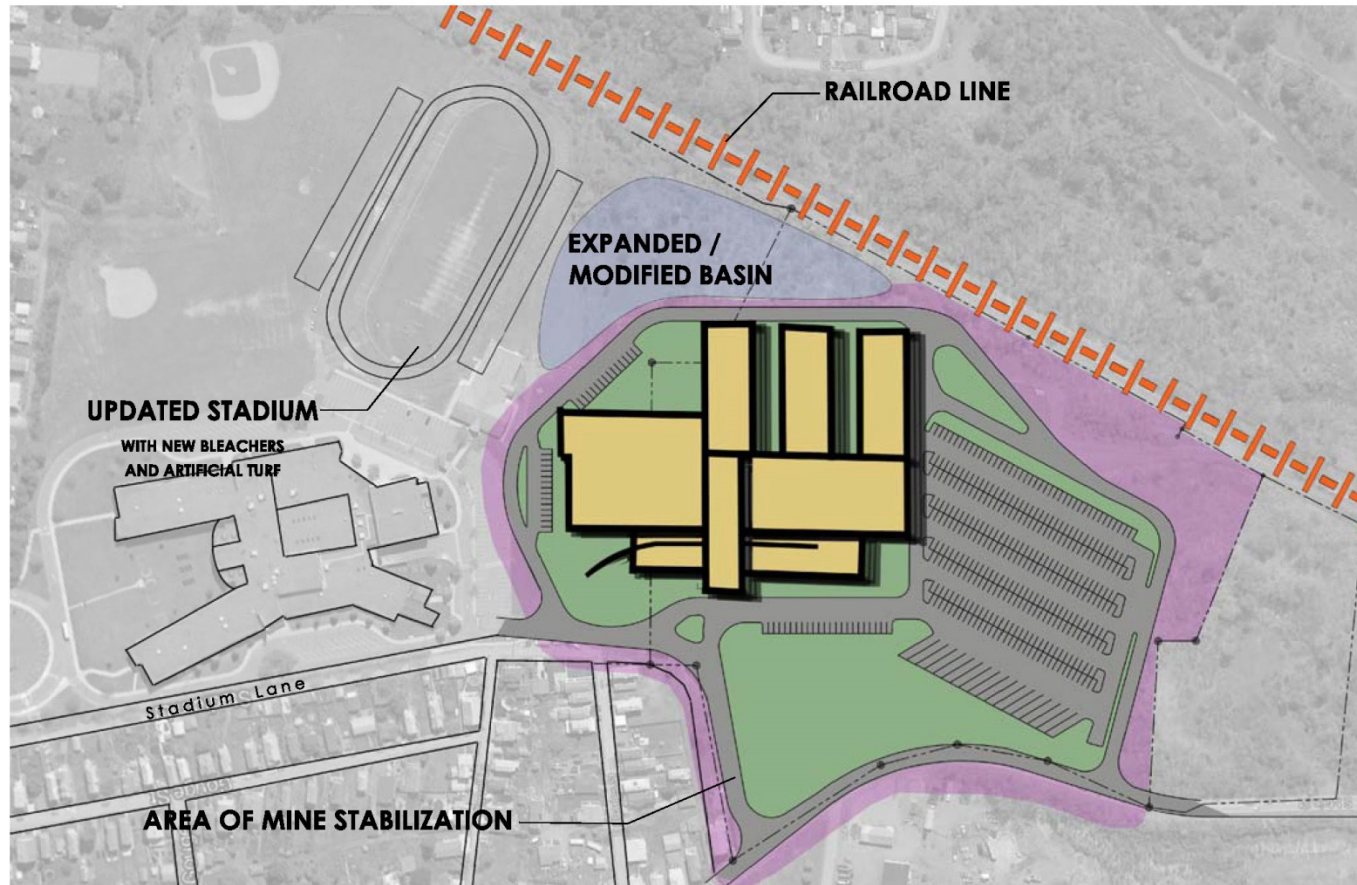 RAILROAD LINE
EXPANDED /
MODIFIED BASIN
UPDATED STADIUM
WITH NEW BLEACHERS
AND ARTIFICIAL TURF
Stadium Lane
AREA OF MINE STABILIZATION